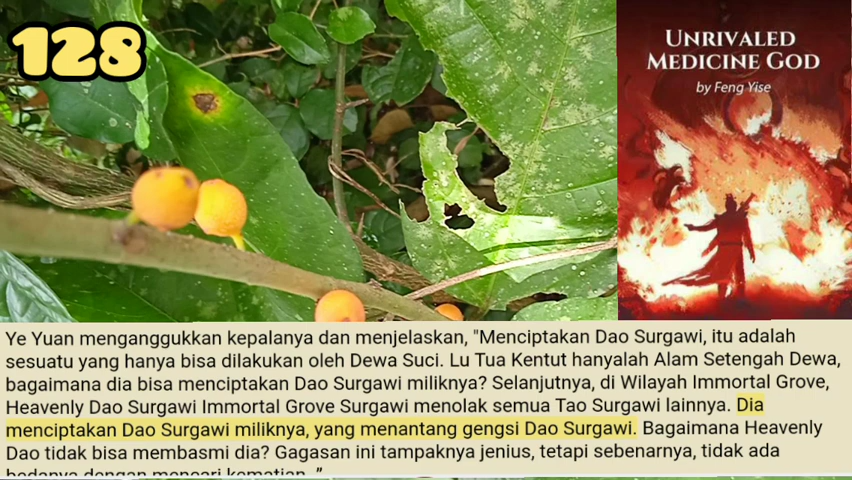 128
UNRIVALED
MEDICINE GOD
by Feng Yise
Ye Yuan menganggukkan kepalanya dan menjelaskan, "Menciptakan Dao Surgawi, itu adalah
sesuatu yang hanya bisa dilakukan oleh Dewa Suci. Lu Tua Kentut hanyalah Alam Setengah Dewa,
bagaimana dia bisa menciptakan Dao Surgawi miliknya? Selanjutnya, di Wilayah Immortal Grove,
Heavenly Dao Surgawi Immortal Grove Surgawi menolak semua Tao Surgawi lainnya. Dia
menciptakan Dao Surgawi miliknya, yang menantang gengsi Dao Surgawi. Bagaimana Heavenly
Dao tidak bisa membasmi dia? Gagasan ini tampaknya jenius, tetapi sebenarnya, tidak ada
bedanya dengan mencari kematian. "